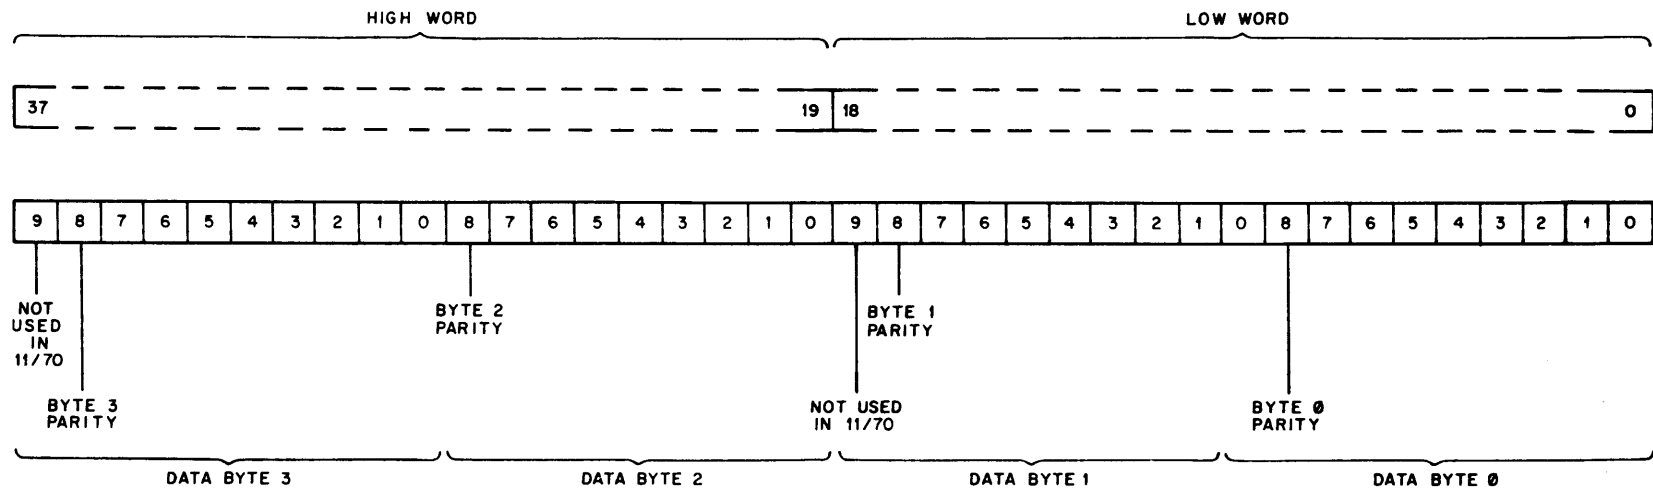 HIGH WORD LOW WORD
37 19 18 0
9 8 7 6 5 4 3 2 1 0 8 7 6 5 4 3 2 1 0 9 8 7 6 5 4 3 2 1 0 8 7 6 5 4 3 2 1 0
NOT
USED
IN
11/70
BYTE 3
PARITY
BYTE 2
PARITY
NOT USED
IN 11/70
BYTE 1
PARITY
BYTE Ø
PARITY
DATA BYTE 3 DATA BYTE 2 DATA BYTE 1 DATA BYTE Ø